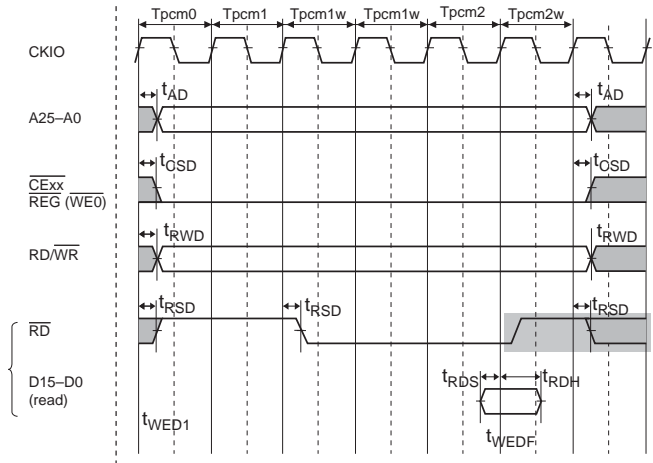 Tpcm0 Tpcm1 Tpcm1w Tpcm1w Tpcm2 Tpcm2w
CKIO
tAD tAD
A25–A0
tCSD tCSD
CExx
REG (WE0)
tRWD tRWD
RD/WR
tRSD tRSD tRSD
RD
tRDS tRDH
D15–D0
(read)
tWED1
tWEDF